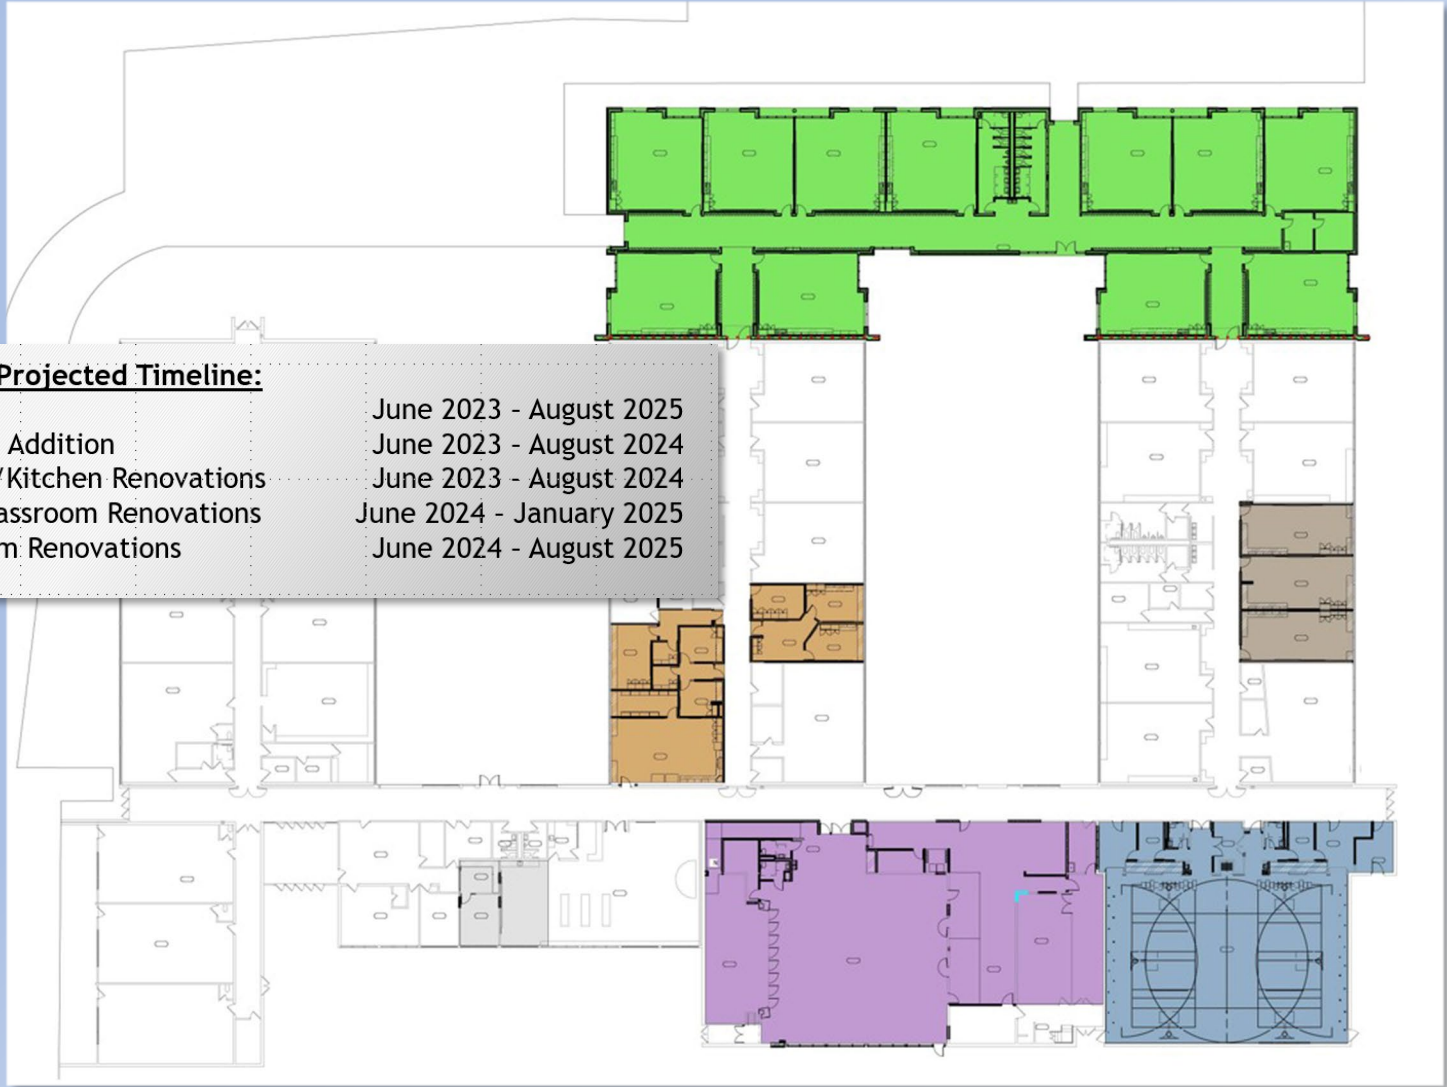 Projected Timeline:
June 2023 – August 2025
Addition June 2023 – August 2024
/Kitchen Renovations June 2023 – August 2024
assroom Renovations June 2024 – January 2025
m Renovations June 2024 – August 2025